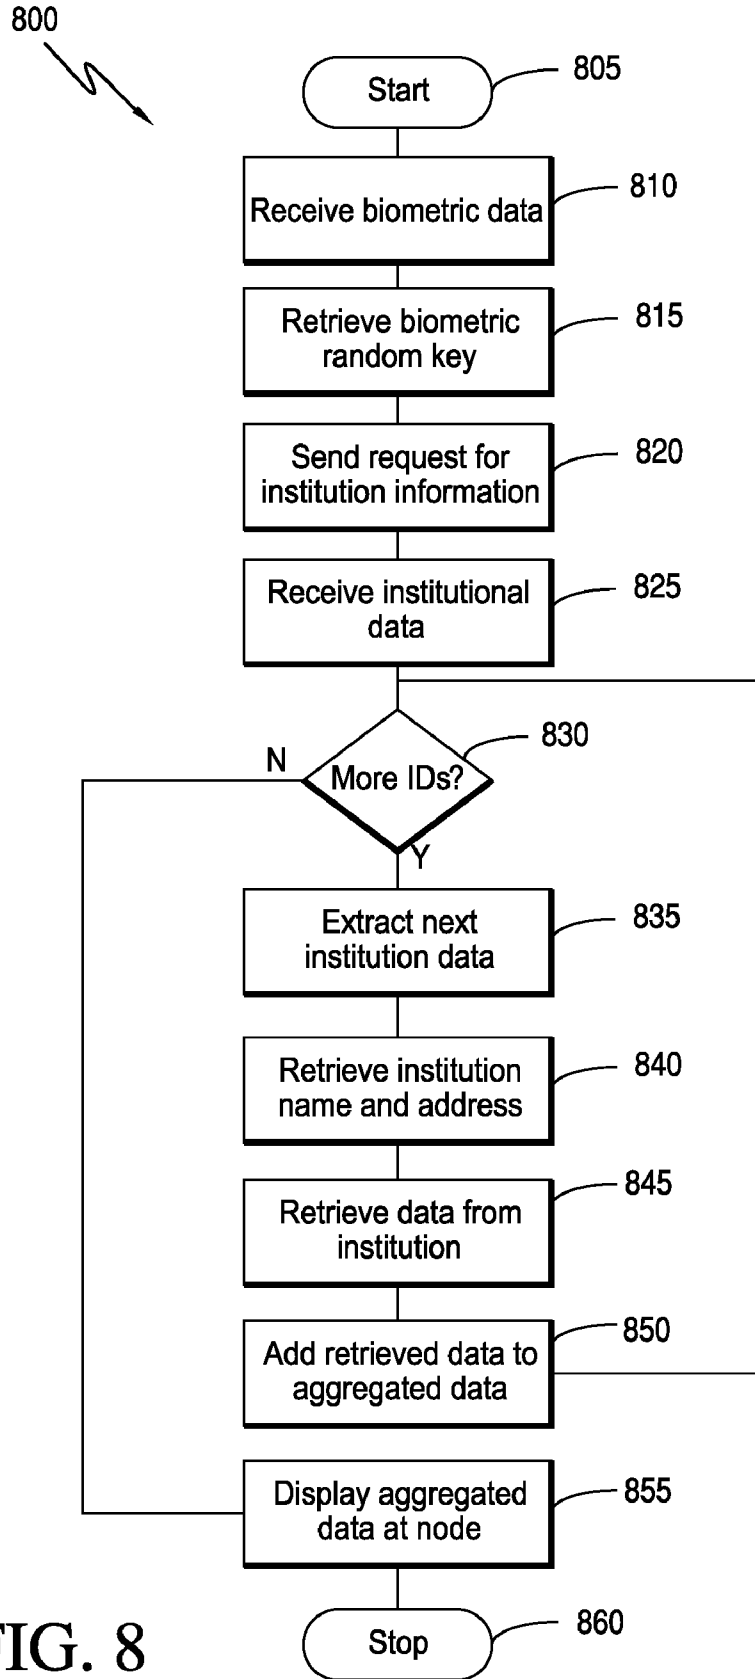 800
Start
805
Receive biometric data
810
Retrieve biometric
random key
815
Send request for
institution information
820
Receive institutional
data
825
More IDs?
830
N
Y
Extract next
institution data
835
Retrieve institution
name and address
840
Retrieve data from
institution
845
Add retrieved data to
aggregated data
850
Display aggregated
data at node
855
Stop
860
IG. 8